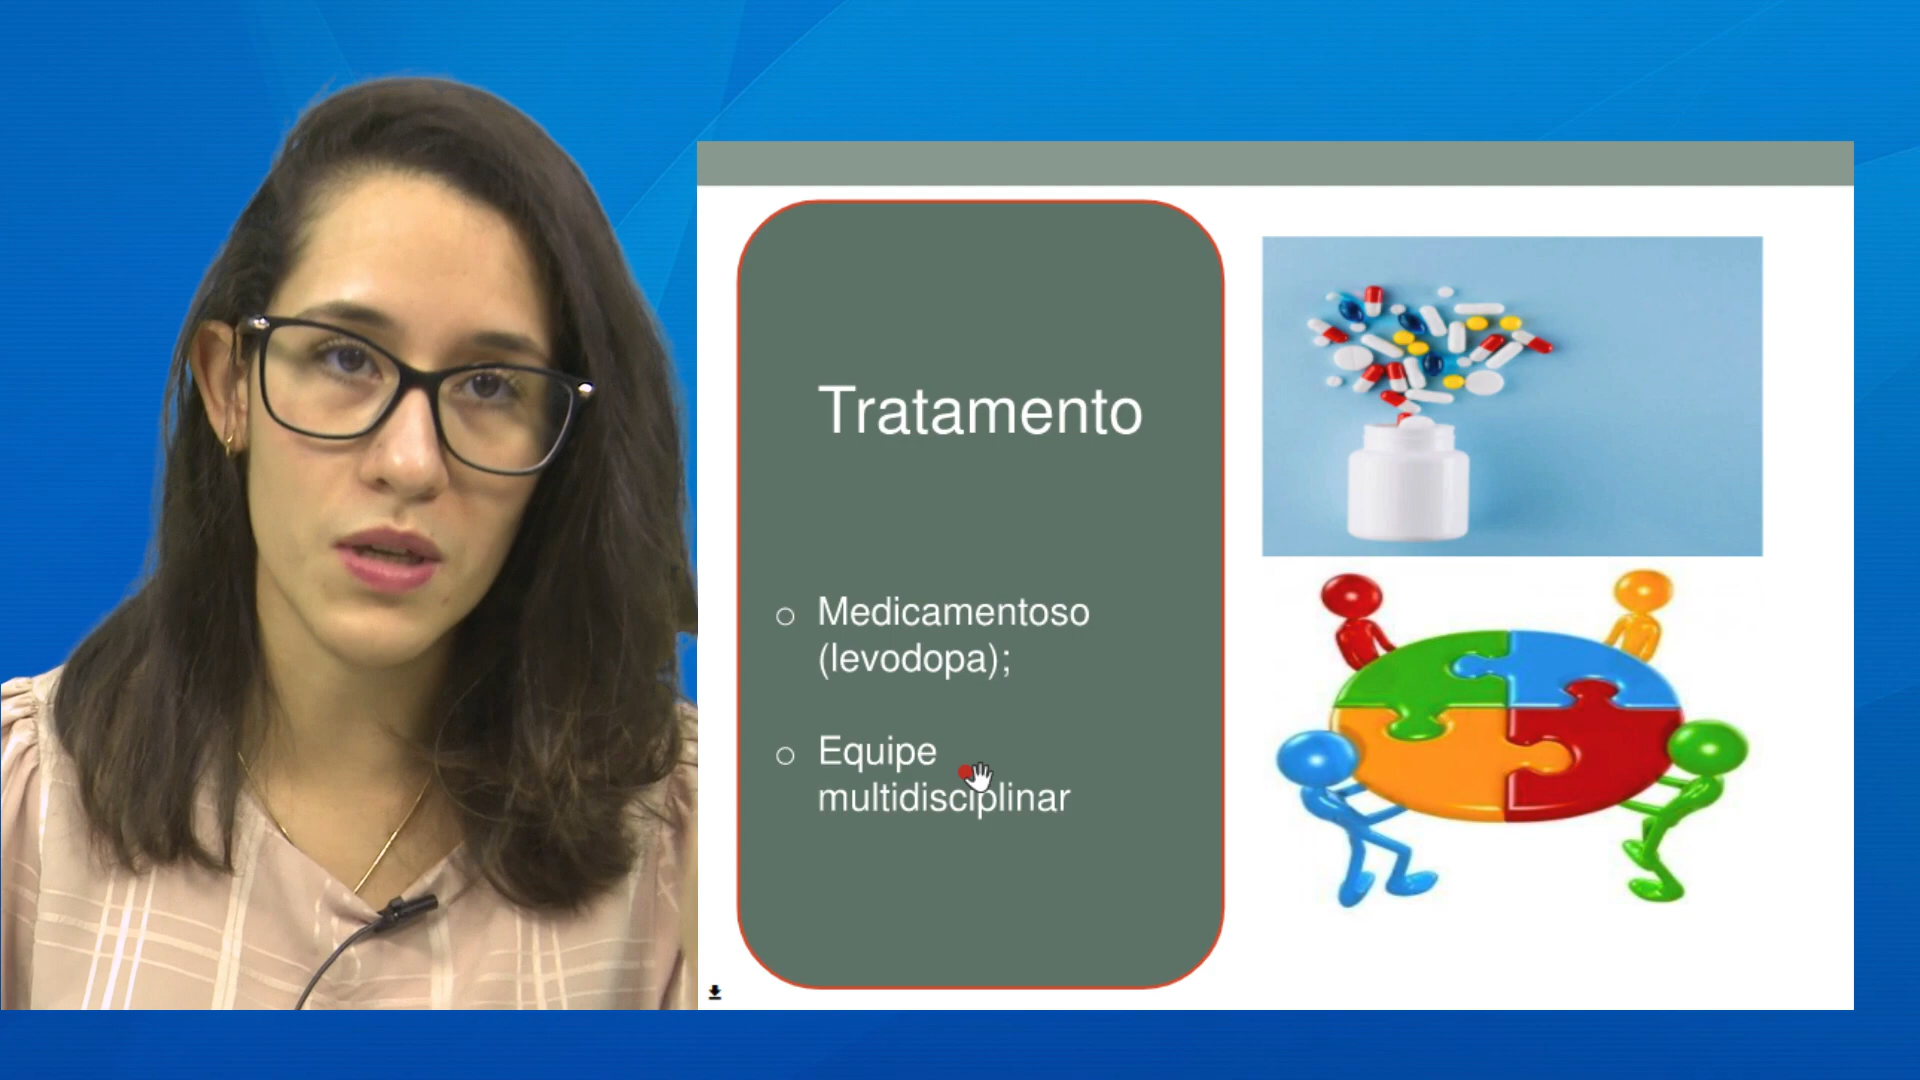 Tratamento
Medicamentoso
(levodopa);
Equipe
multidisciplinar